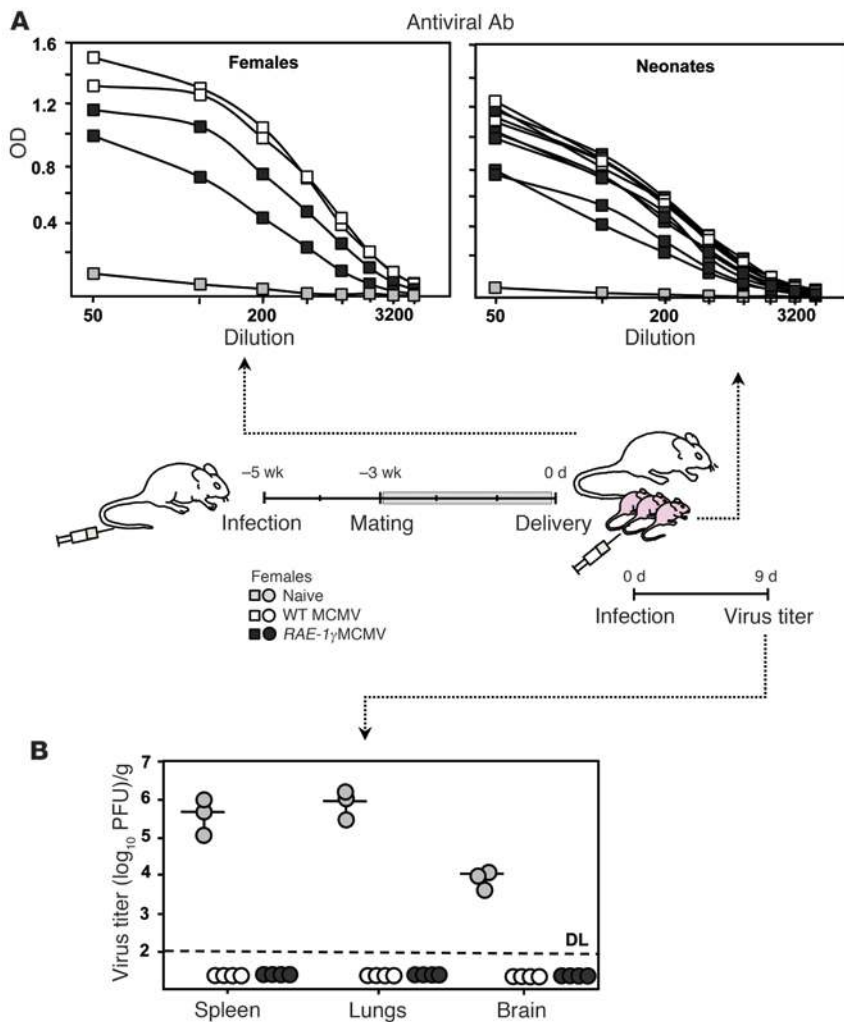 A
Antiviral Ab
Females
Neonates
OD
1.6
1.2
0.8
0.4
50
200
3200
50
200
3200
Dilution
Dilution
–5 wk
–3 wk
0 d
Infection
Mating
Delivery
Females
Naive
WT MCMV
RAE-1γMCMV
0 d
9 d
Infection
Virus titer
B
Virus titer (log10 PFU)/g
7
6
5
4
3
2
DL
Spleen
Lungs
Brain